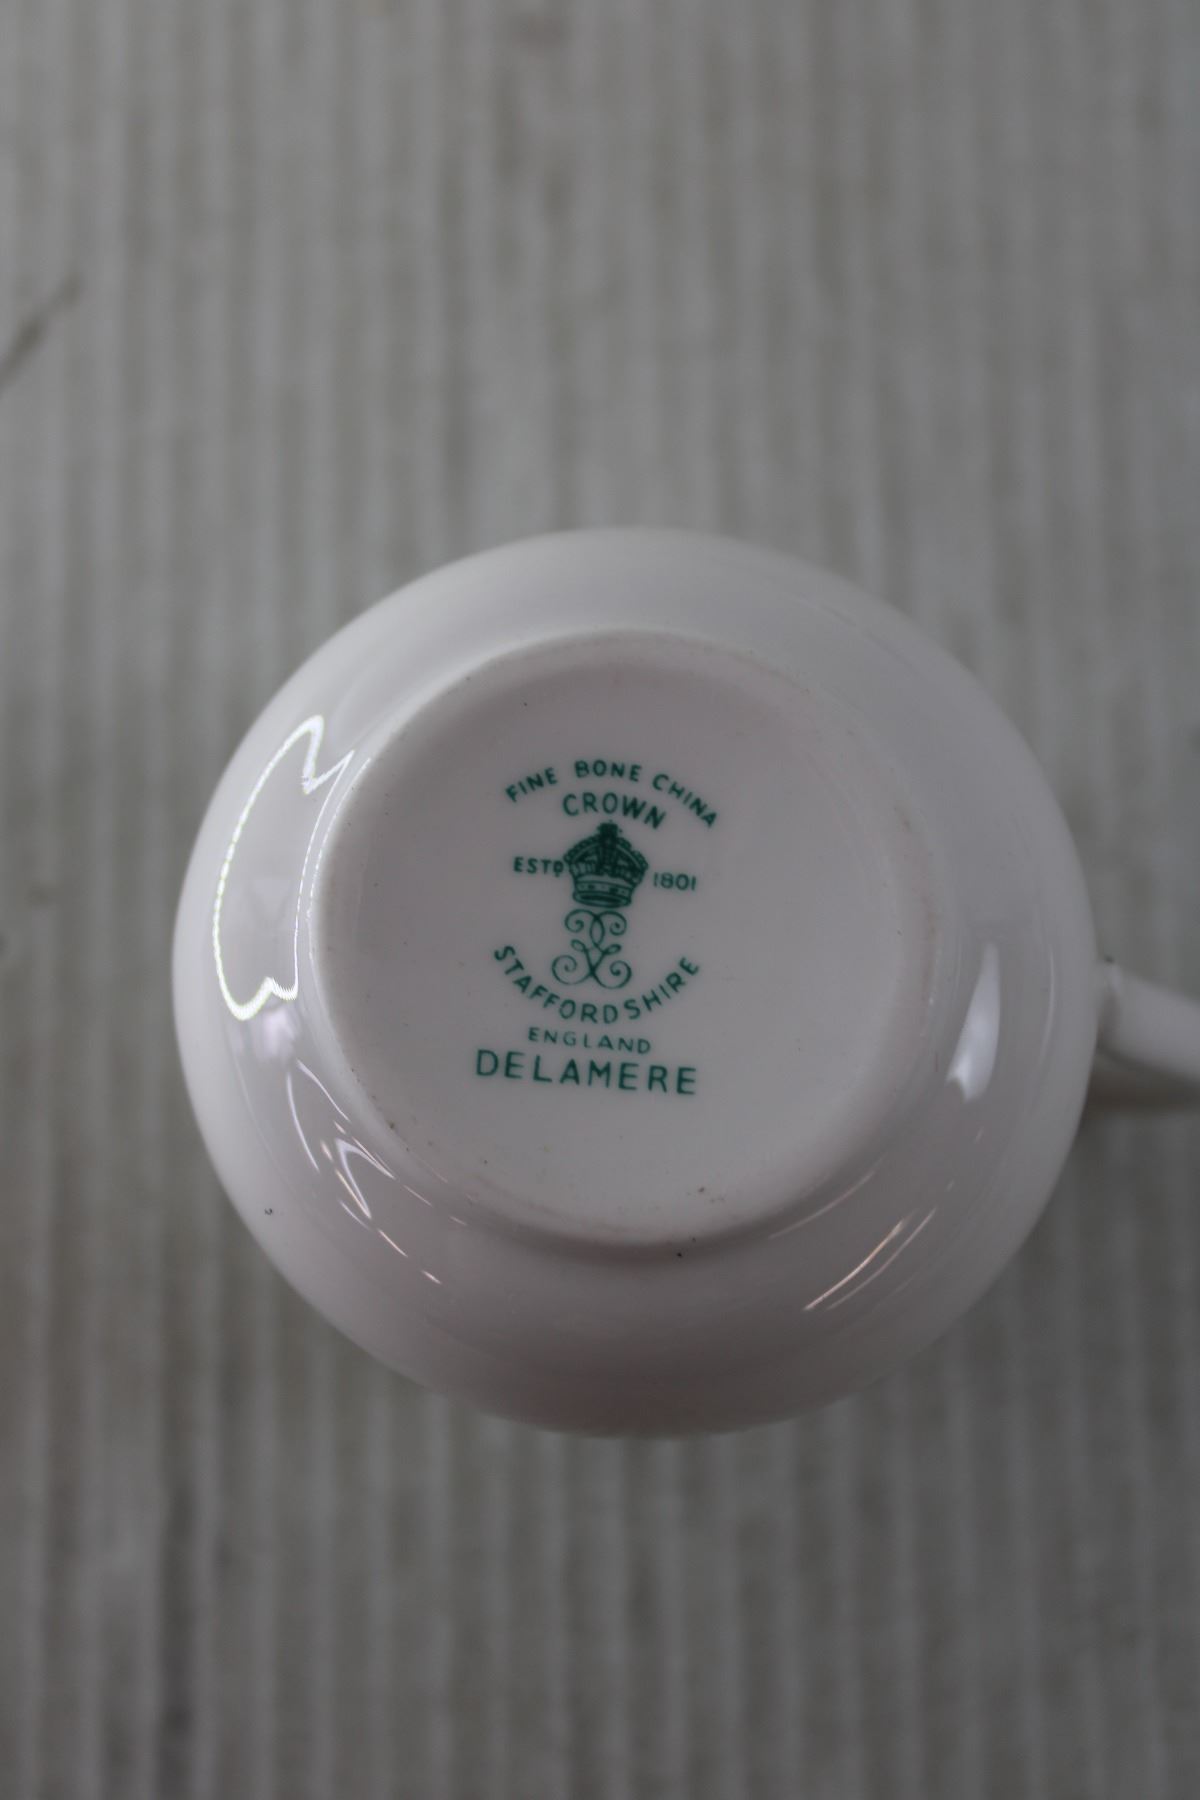 FINE BONE CHINA
CROWN
ESTD 1801
STAFFORDSHIRE
ENGLAND
DELAMERE